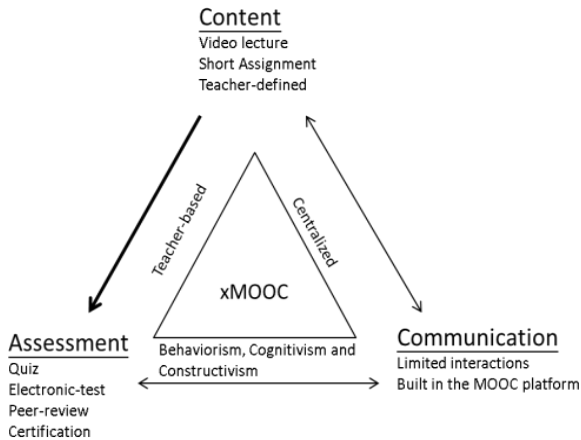 Content
Video lecture
Short Assignment
Teacher-defined
Teacher-based
Centralized
xMOOC
Assessment
Quiz
Electronic-test
Peer-review
Certification
Behaviorism, Cognitivism and
Constructivism
Communication
Limited interactions
Built in the MOOC platform